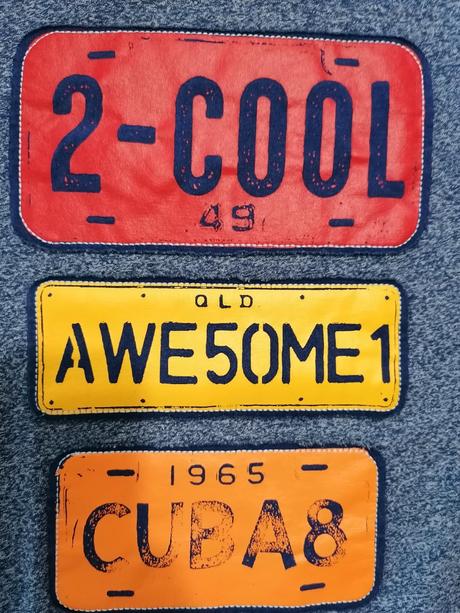 2-COOL
49
QLD
AWE5OME1
1965
CUBA8